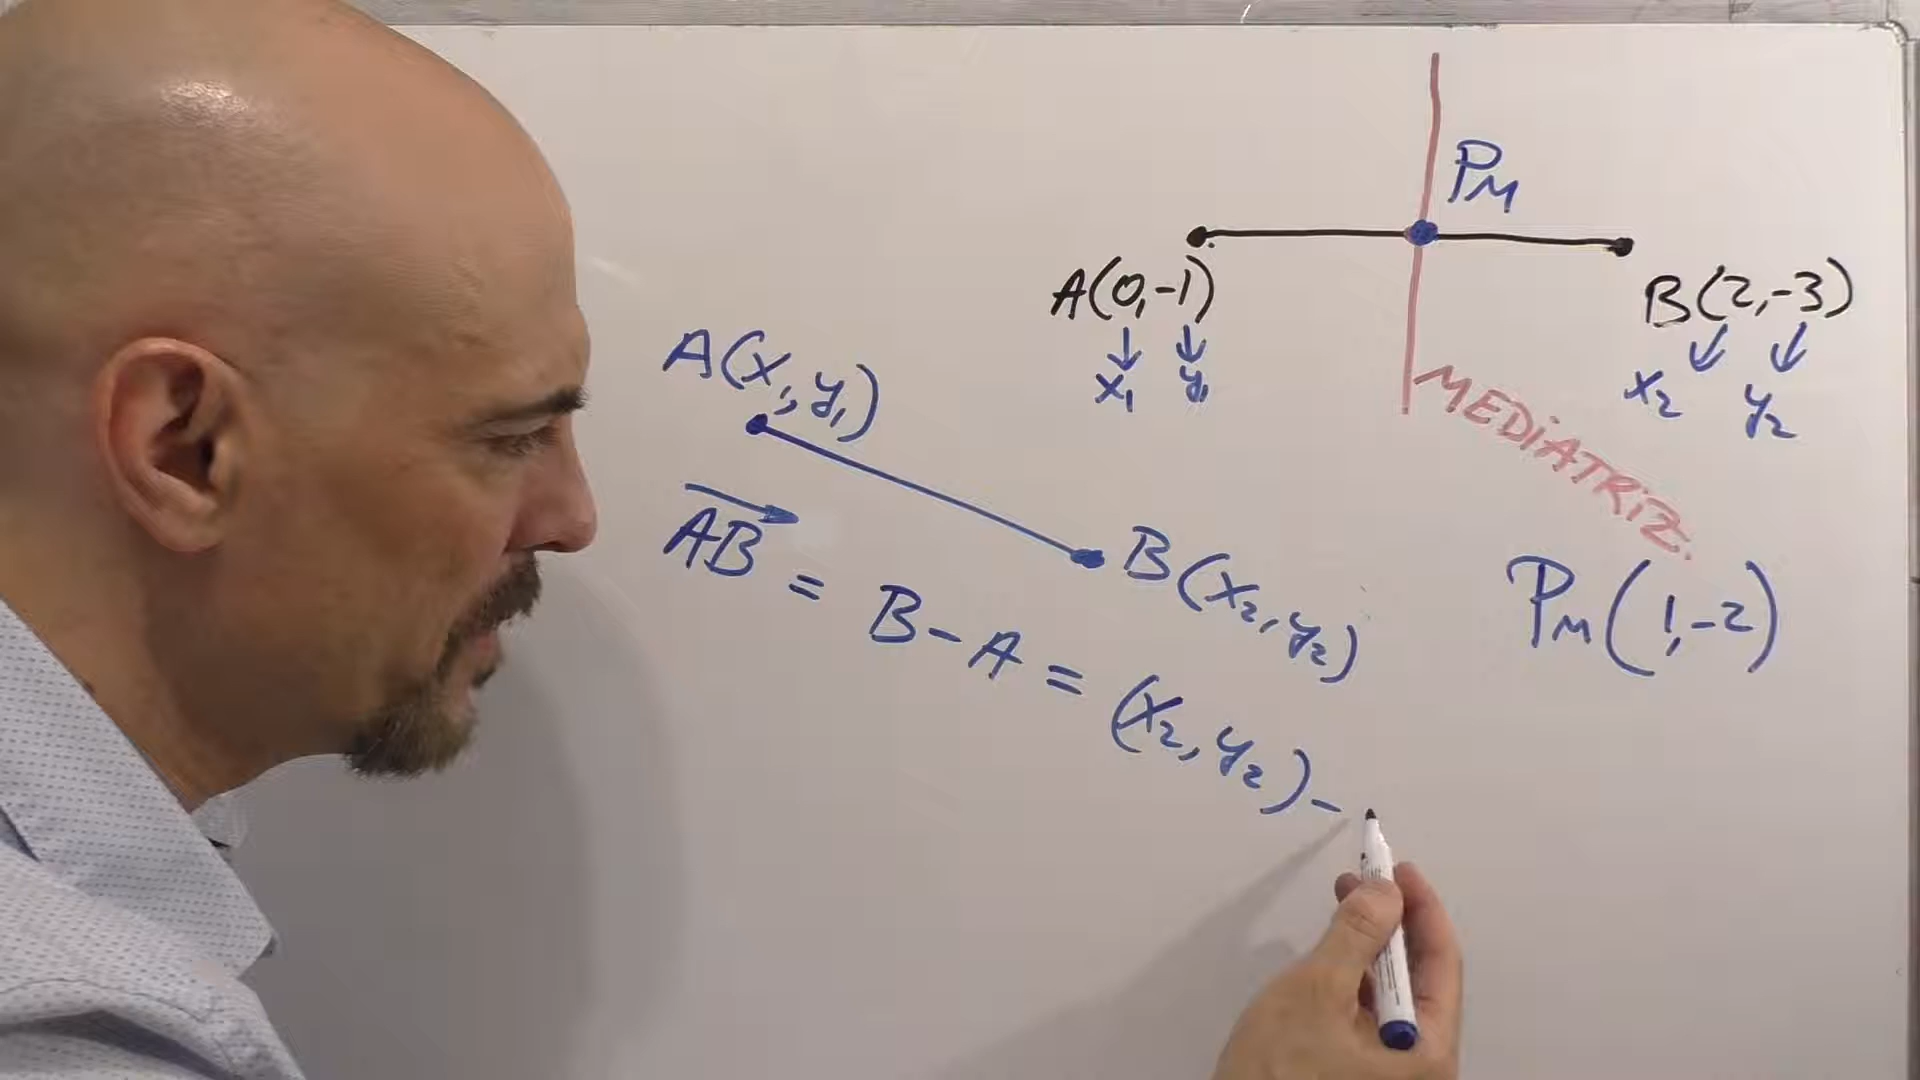 PM
A(0,-1)
B(2,-3)
x₁ y₁
x₂ y₂
MEDIATRIZ.
A(x₁,y₁)
B(x₂,y₂)
AB = B-A = (x₂,y₂)-
PM(1,-2)